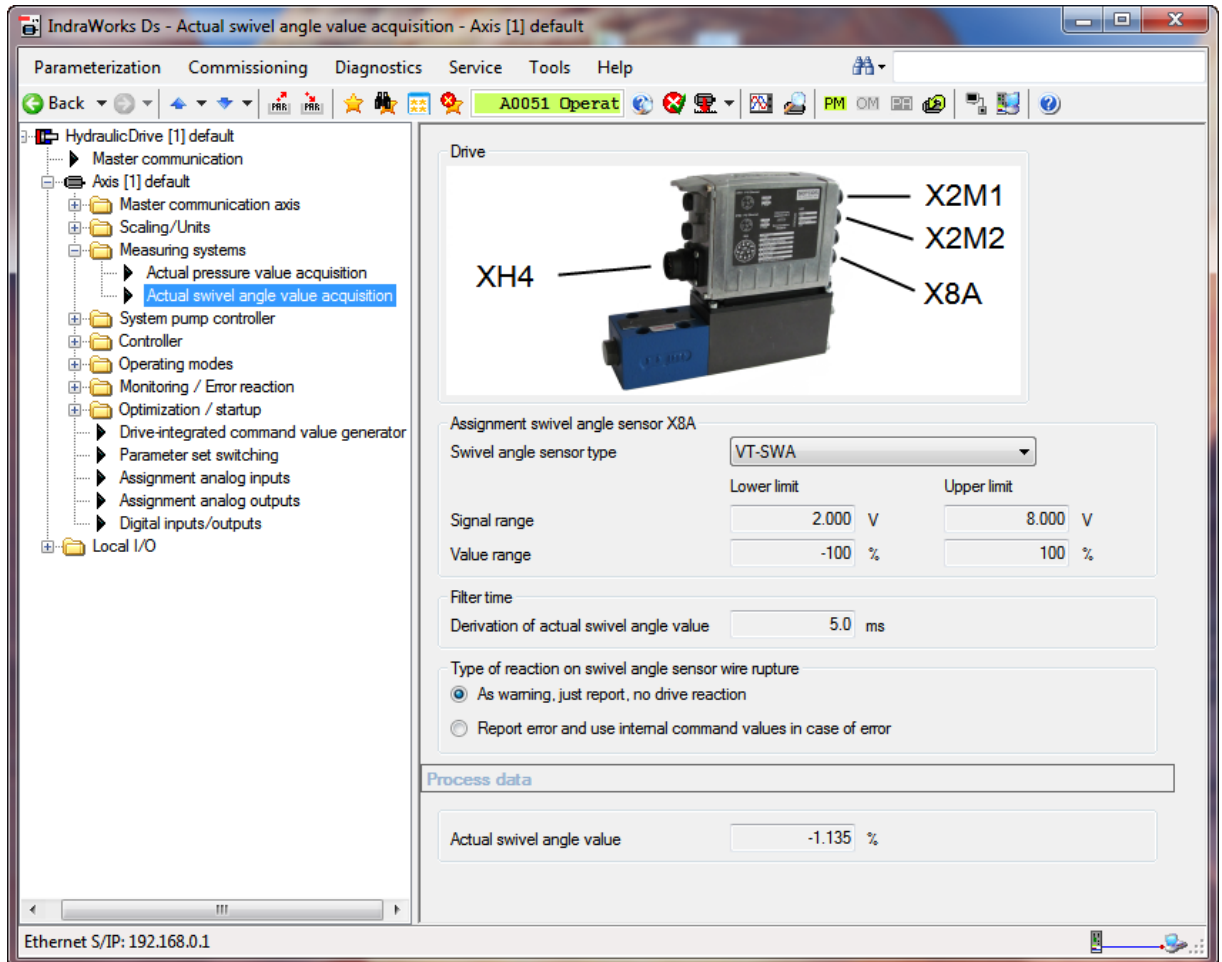 IndraWorks Ds - Actual swivel angle value acquisition - Axis [1] default
Parameterization Commissioning Diagnostics Service Tools Help
Back PAR PAR A0051 Operat PM OM
HydraulicDrive [1] default
Master communication
Axis [1] default
Master communication axis
Scaling/Units
Measuring systems
Actual pressure value acquisition
Actual swivel angle value acquisition
System pump controller
Controller
Operating modes
Monitoring / Error reaction
Optimization / startup
Drive-integrated command value generator
Parameter set switching
Assignment analog inputs
Assignment analog outputs
Digital inputs/outputs
Local I/O
Drive
X2M1
X2M2
XH4
X8A
Assignment swivel angle sensor X8A
Swivel angle sensor type VT-SWA
Lower limit Upper limit
Signal range 2.000 V 8.000 V
Value range -100 % 100 %
Filter time
Derivation of actual swivel angle value 5.0 ms
Type of reaction on swivel angle sensor wire rupture
As warning, just report, no drive reaction
Report error and use internal command values in case of error
Process data
Actual swivel angle value -1.135 %
Ethernet S/IP: 192.168.0.1